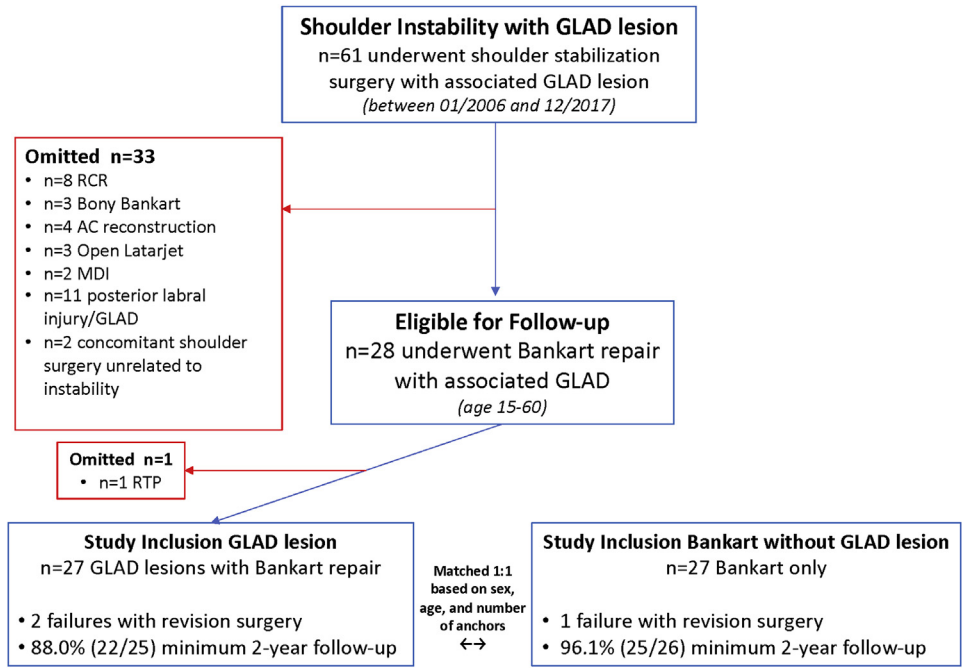 Shoulder Instability with GLAD lesion
n=61 underwent shoulder stabilization
surgery with associated GLAD lesion
(between 01/2006 and 12/2017)
Omitted n=33
• n=8 RCR
• n=3 Bony Bankart
• n=4 AC reconstruction
• n=3 Open Latarjet
• n=2 MDI
• n=11 posterior labral
injury/GLAD
• n=2 concomitant shoulder
surgery unrelated to
instability
Eligible for Follow-up
n=28 underwent Bankart repair
with associated GLAD
(age 15-60)
Omitted n=1
• n=1 RTP
Study Inclusion GLAD lesion
n=27 GLAD lesions with Bankart repair
• 2 failures with revision surgery
• 88.0% (22/25) minimum 2-year follow-up
Matched 1:1
based on sex,
age, and number
of anchors
↔
Study Inclusion Bankart without GLAD lesion
n=27 Bankart only
• 1 failure with revision surgery
• 96.1% (25/26) minimum 2-year follow-up